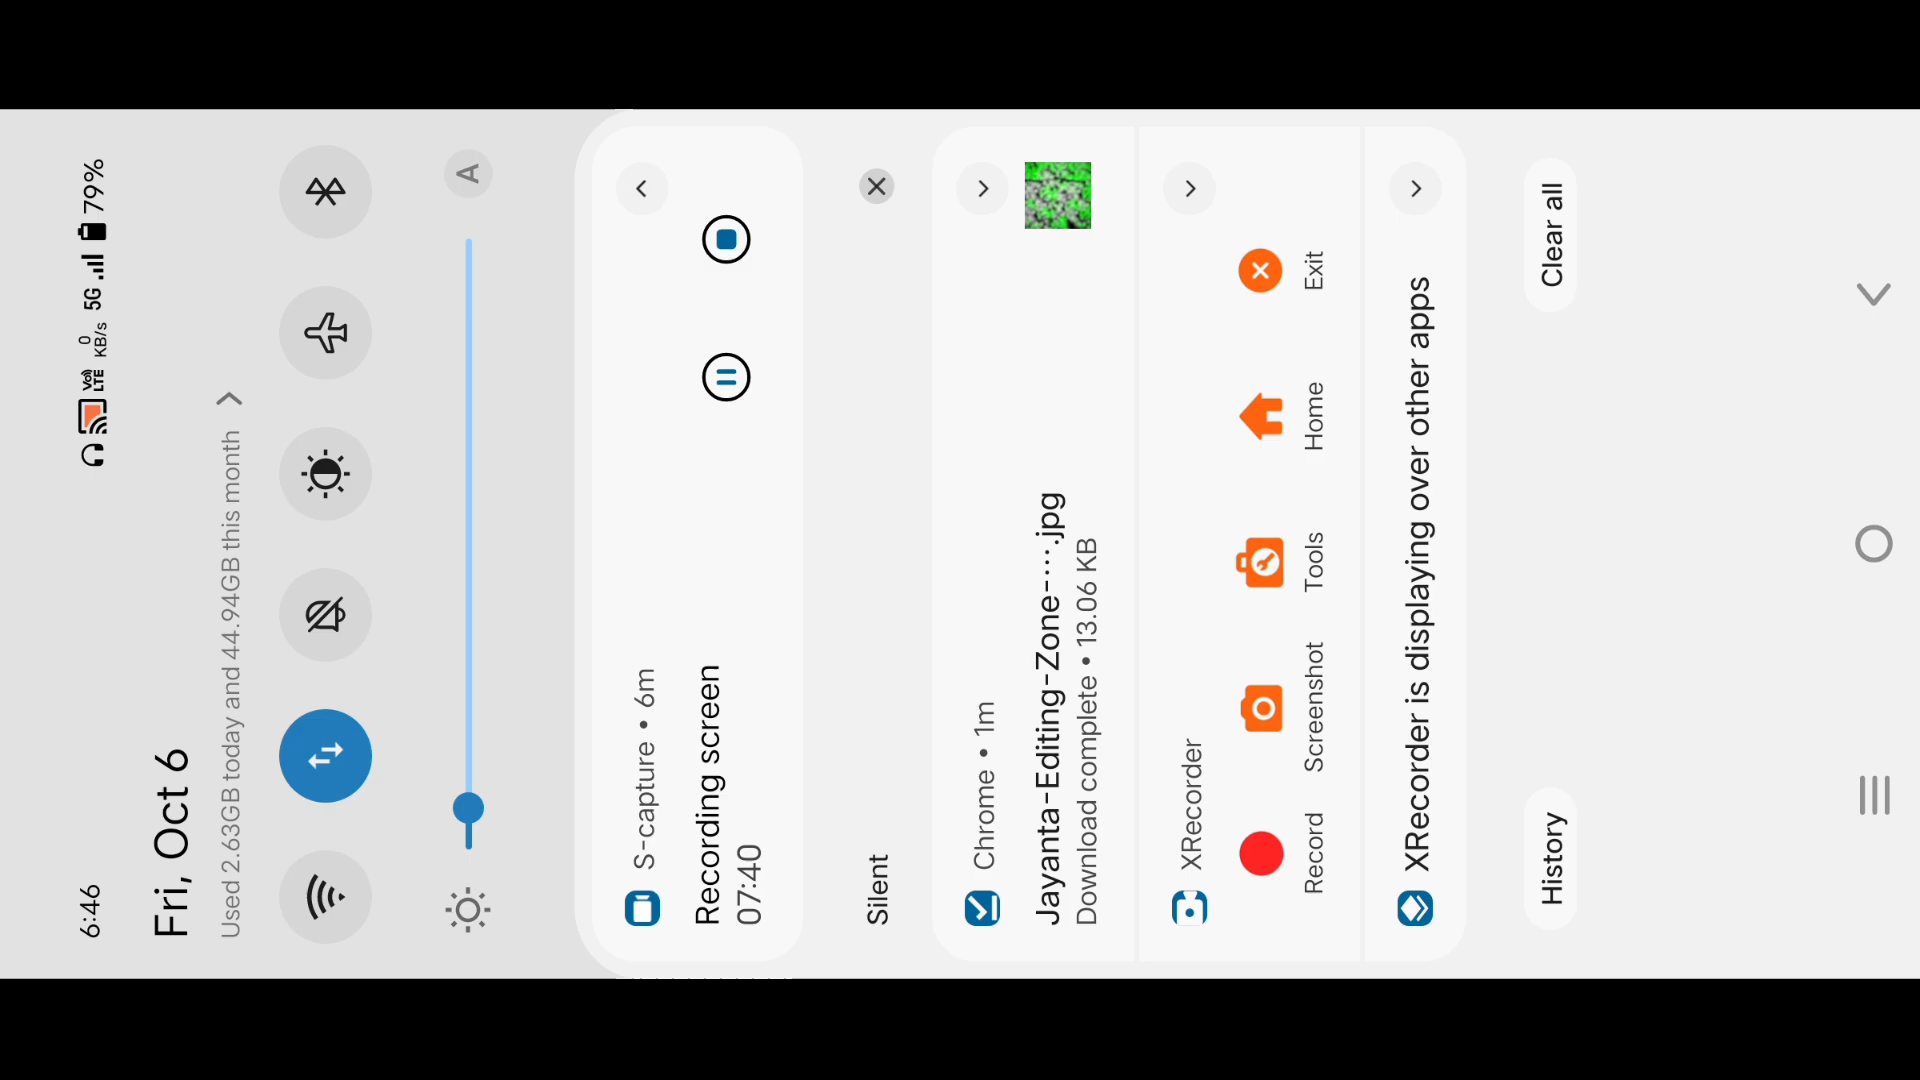 6:46
Vo)) LTE
0 KB/s
5G
79%
Fri, Oct 6
Used 2.63GB today and 44.94GB this month
A
S-capture • 6m
Recording screen
07:40
Silent
Chrome • 1m
Jayanta-Editing-Zone-····.jpg
Download complete • 13.06 KB
XRecorder
Record
Screenshot
Tools
Home
Exit
XRecorder is displaying over other apps
History
Clear all